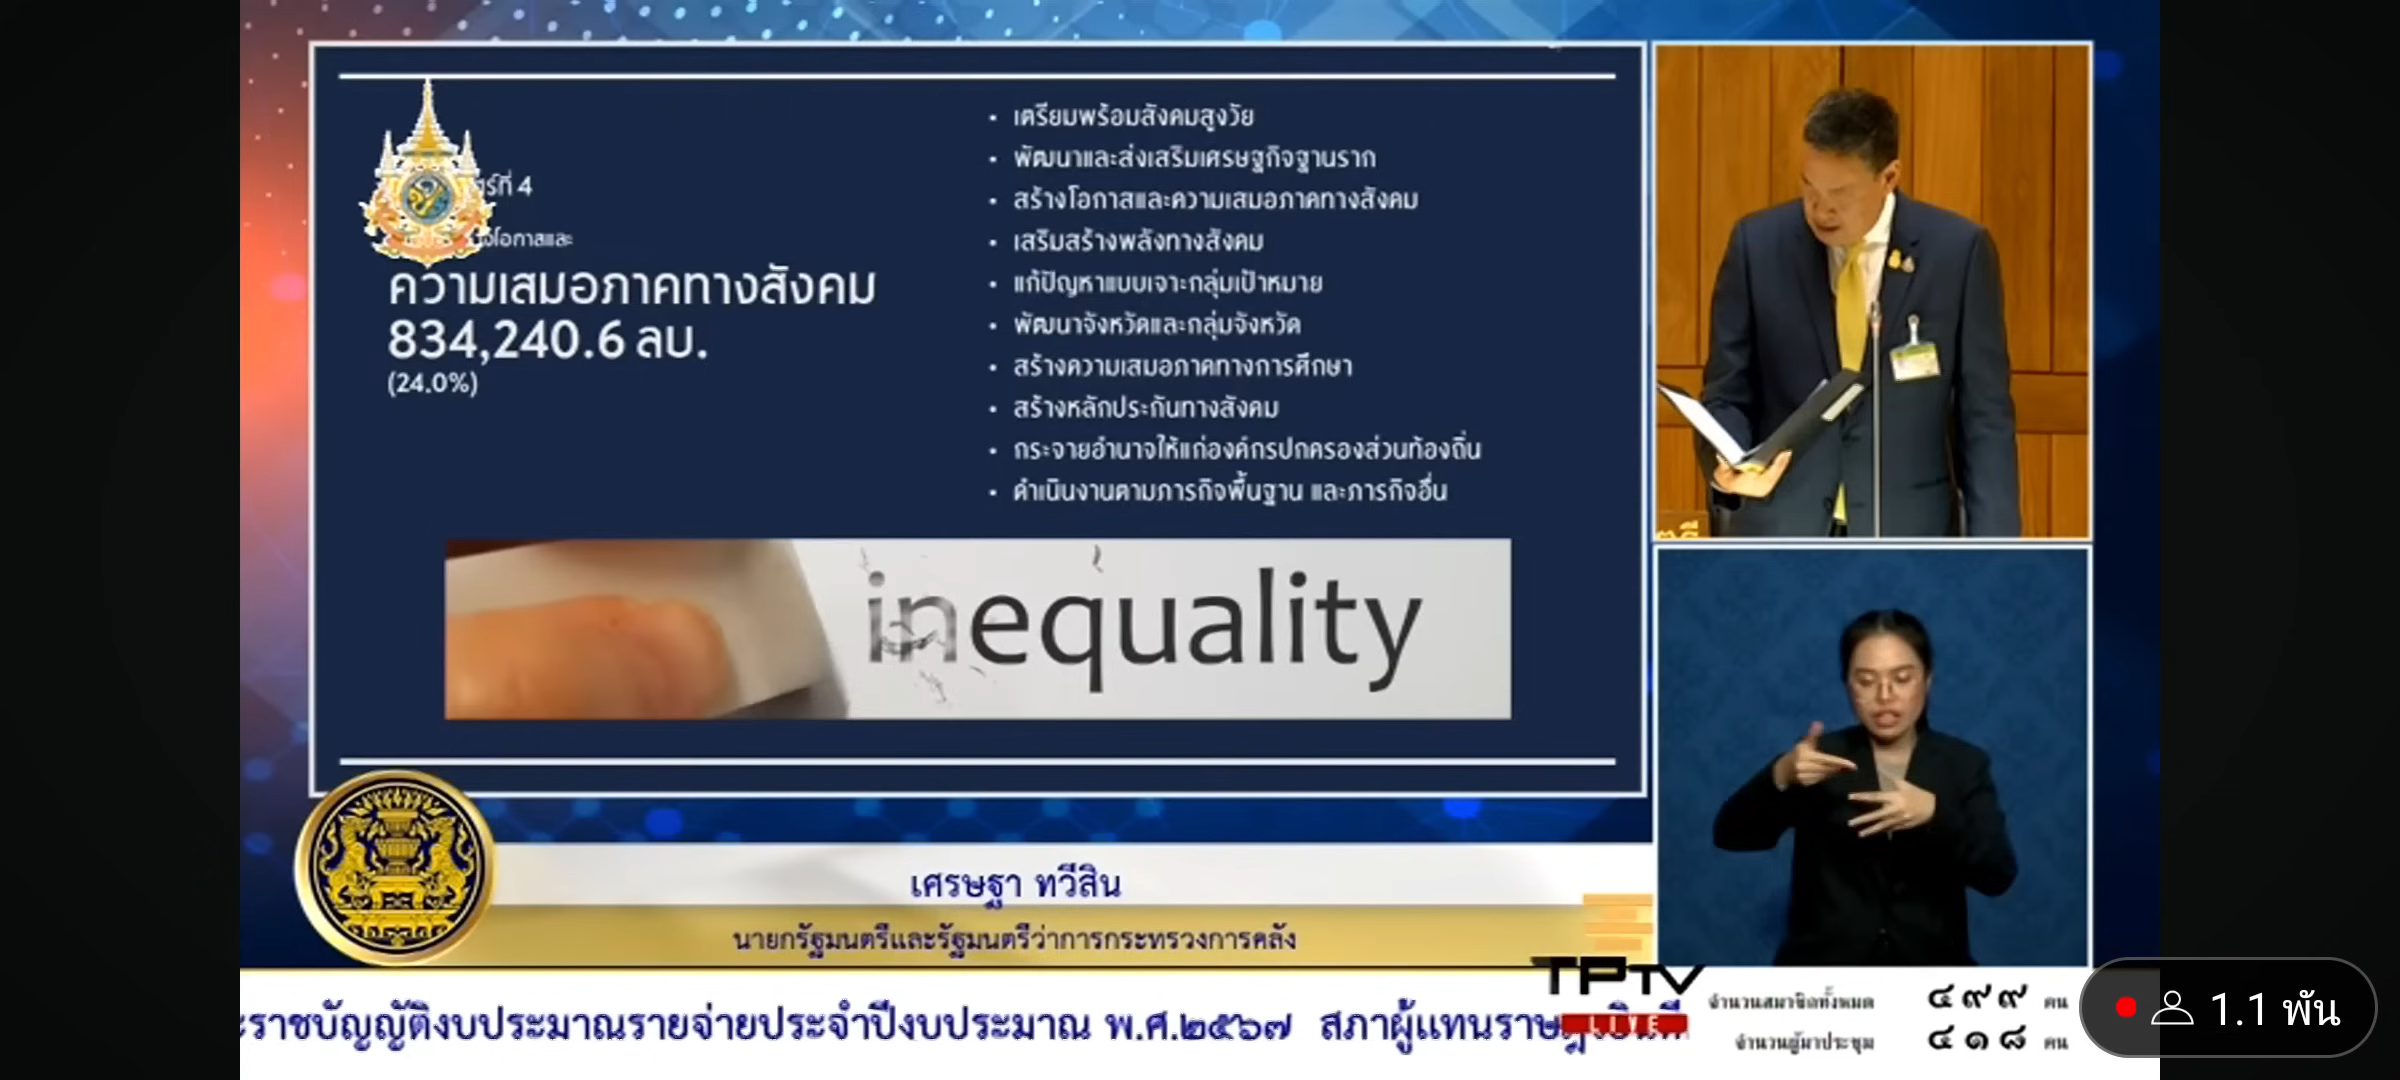 ร์ที่ 4
โอกาสและ
ความเสมอภาคทางสังคม
834,240.6 ลบ.
(24.0%)
• เตรียมพร้อมสังคมสูงวัย
• พัฒนาและส่งเสริมเศรษฐกิจฐานราก
• สร้างโอกาสและความเสมอภาคทางสังคม
• เสริมสร้างพลังทางสังคม
• แก้ปัญหาแบบเจาะกลุ่มเป้าหมาย
• พัฒนาจังหวัดและกลุ่มจังหวัด
• สร้างความเสมอภาคทางการศึกษา
• สร้างหลักประกันทางสังคม
• กระจายอำนาจให้แก่องค์กรปกครองส่วนท้องถิ่น
• ดำเนินงานตามภารกิจพื้นฐาน และภารกิจอื่น
inequality
เศรษฐา ทวีสิน
นายกรัฐมนตรีและรัฐมนตรีว่าการกระทรวงการคลัง
TPTV
LIVE
ะราชบัญญัติงบประมาณรายจ่ายประจำปีงบประมาณ พ.ศ.๒๕๖๗ สภาผู้แทนราษฎร
จำนวนสมาชิกทั้งหมด ๔๙๙ คน
จำนวนผู้มาประชุม ๔๑๘ คน
1.1 พัน